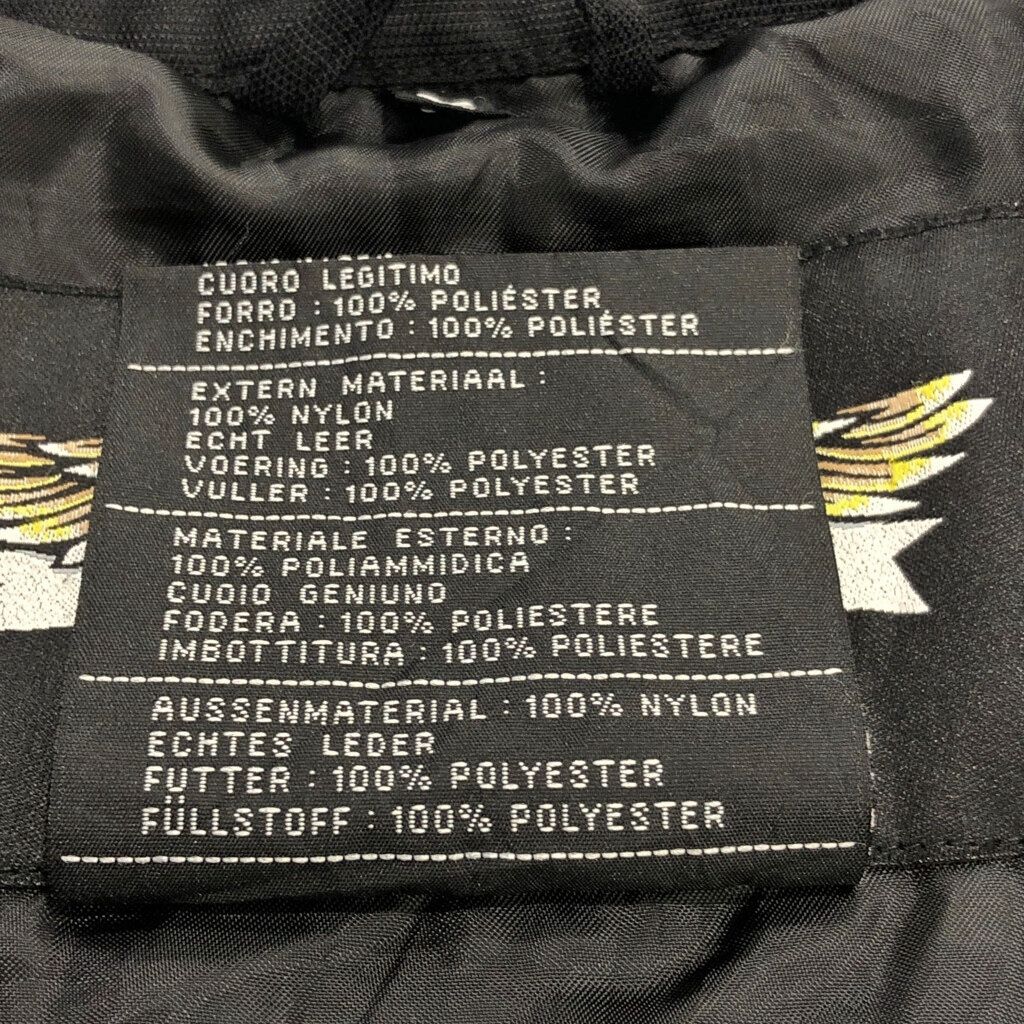 CUORO LEGITIMO
FORRO : 100% POLIÉSTER
ENCHIMENTO : 100% POLIÉSTER
EXTERN MATERIAAL :
100% NYLON
ECHT LEER
VOERING : 100% POLYESTER
VULLER : 100% POLYESTER
MATERIALE ESTERNO :
100% POLIAMMIDICA
CUOIO GENIUNO
FODERA : 100% POLIESTERE
IMBOTTITURA : 100% POLIESTERE
AUSSENMATERIAL : 100% NYLON
ECHTES LEDER
FUTTER : 100% POLYESTER
FÜLLSTOFF : 100% POLYESTER